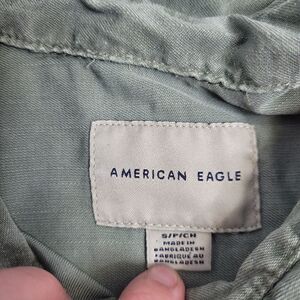 AMERICAN EAGLE
S/P/CH
MADE IN
BANGLADESH
FABRIQUÉ AU
BANGLADESH